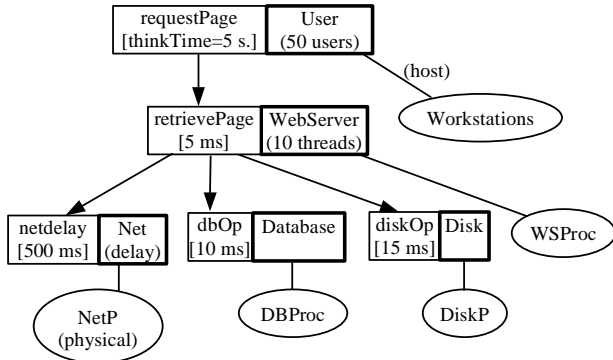 requestPage
[thinkTime=5 s.]
User
(50 users)
(host)
Workstations
retrievePage
[5 ms]
WebServer
(10 threads)
netdelay
[500 ms]
Net
(delay)
dbOp
[10 ms]
Database
diskOp
[15 ms]
Disk
WSProc
NetP
(physical)
DBProc
DiskP